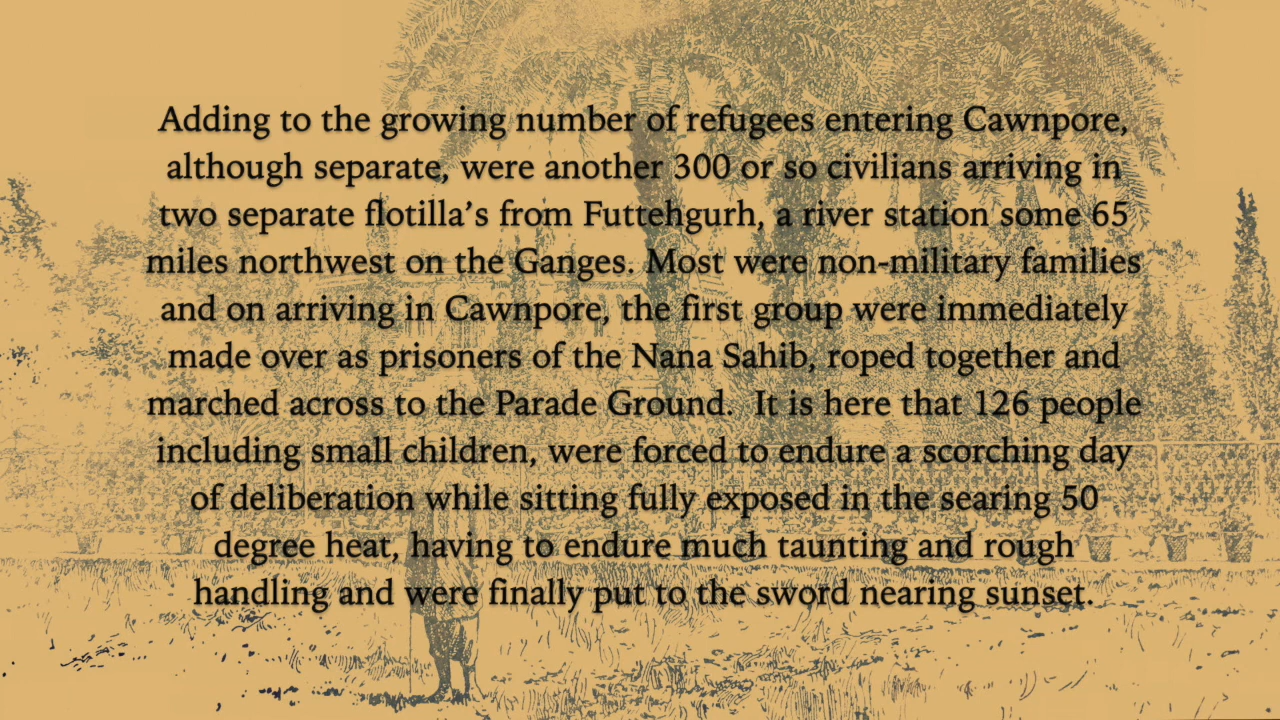 Adding to the growing number of refugees entering Cawnpore,
although separate, were another 300 or so civilians arriving in
two separate flotilla’s from Futtehgurh, a river station some 65
miles northwest on the Ganges. Most were non-military families
and on arriving in Cawnpore, the first group were immediately
made over as prisoners of the Nana Sahib, roped together and
marched across to the Parade Ground.  It is here that 126 people
including small children, were forced to endure a scorching day
of deliberation while sitting fully exposed in the searing 50
degree heat, having to endure much taunting and rough
handling and were finally put to the sword nearing sunset.